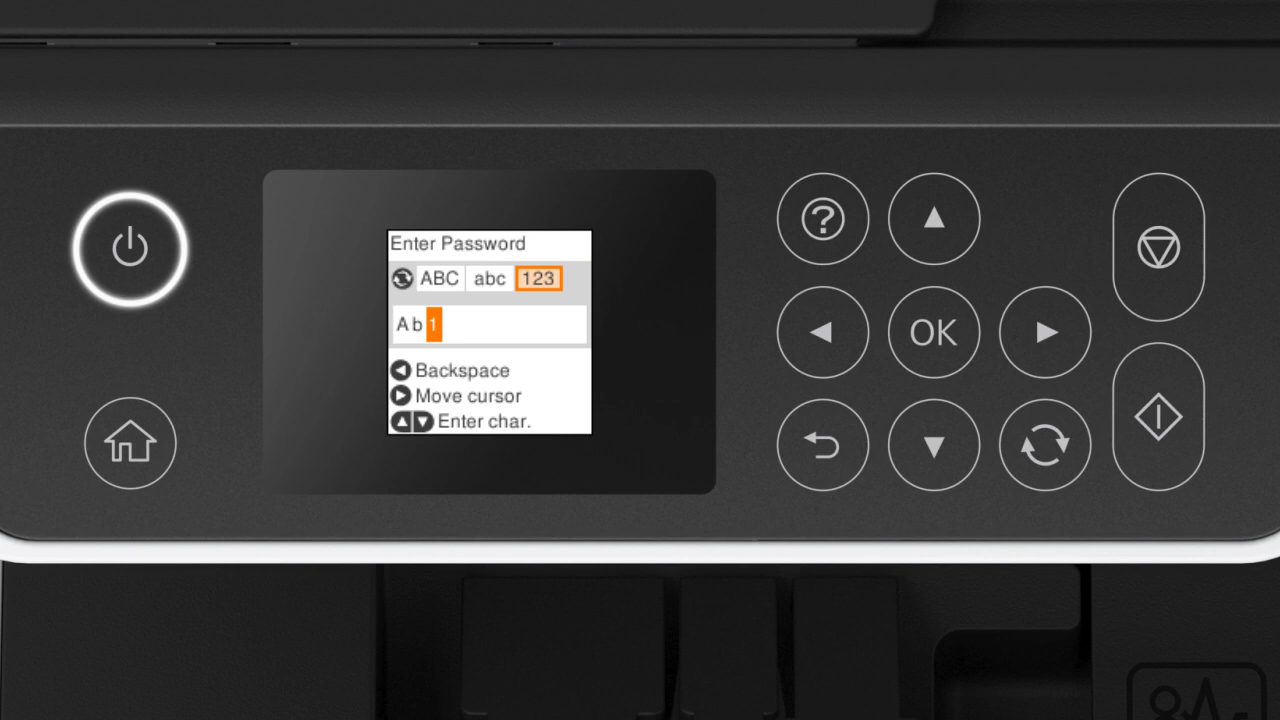 Enter Password
ABC abc 123
Ab1
Backspace
Move cursor
Enter char.
?
OK